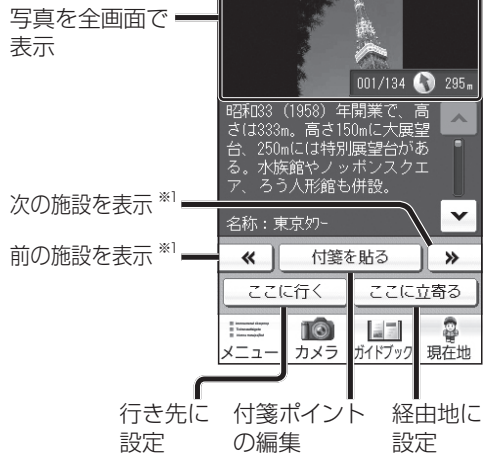 写真を全画面で
表示
001/134 295m
昭和33（1958）年開業で、高
さは333m。高さ150mに大展望
台、250mには特別展望台があ
る。水族館やノッポンスクエ
ア、ろう人形館も併設。
次の施設を表示 ※1
名称：東京ﾀﾜｰ
前の施設を表示 ※1
« 付箋を貼る »
ここに行く ここに立寄る
メニュー カメラ ガイドブック 現在地
行き先に 付箋ポイント 経由地に
設定 の編集 設定